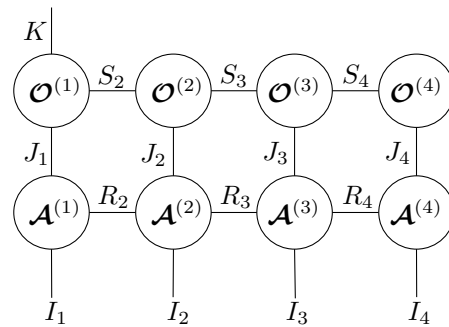 K
𝓞⁽¹⁾ S₂ 𝓞⁽²⁾ S₃ 𝓞⁽³⁾ S₄ 𝓞⁽⁴⁾
J₁ J₂ J₃ J₄
𝓐⁽¹⁾ R₂ 𝓐⁽²⁾ R₃ 𝓐⁽³⁾ R₄ 𝓐⁽⁴⁾
I₁ I₂ I₃ I₄